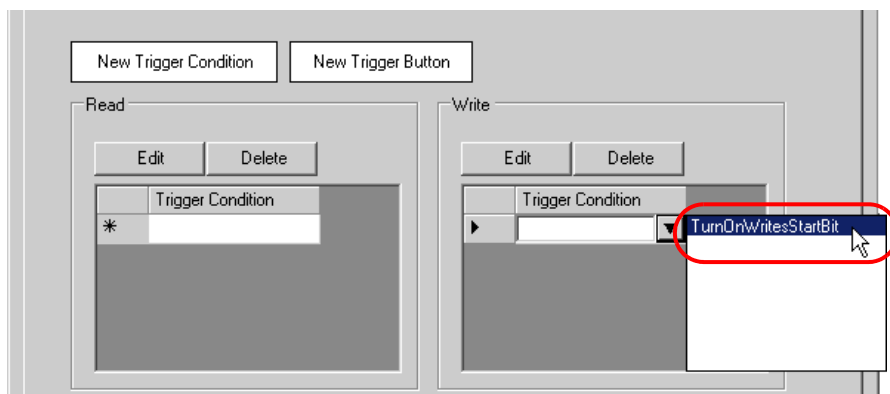 New Trigger Condition New Trigger Button
Read Write
Edit Delete Edit Delete
Trigger Condition Trigger Condition
TurnOnWritesStartBit